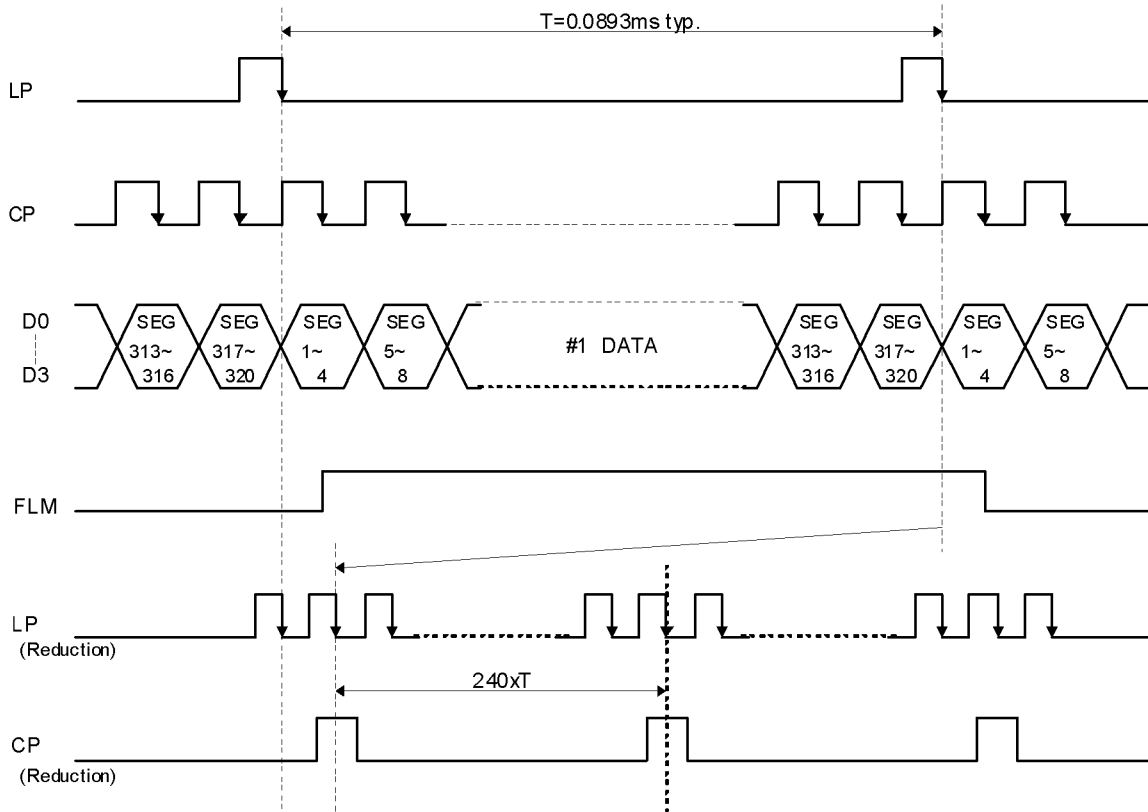 T=0.0893ms typ.
LP
CP
D0
D3
SEG
313~
316
SEG
317~
320
SEG
1~
4
SEG
5~
8
#1 DATA
SEG
313~
316
SEG
317~
320
SEG
1~
4
SEG
5~
8
FLM
LP
(Reduction)
240xT
CP
(Reduction)